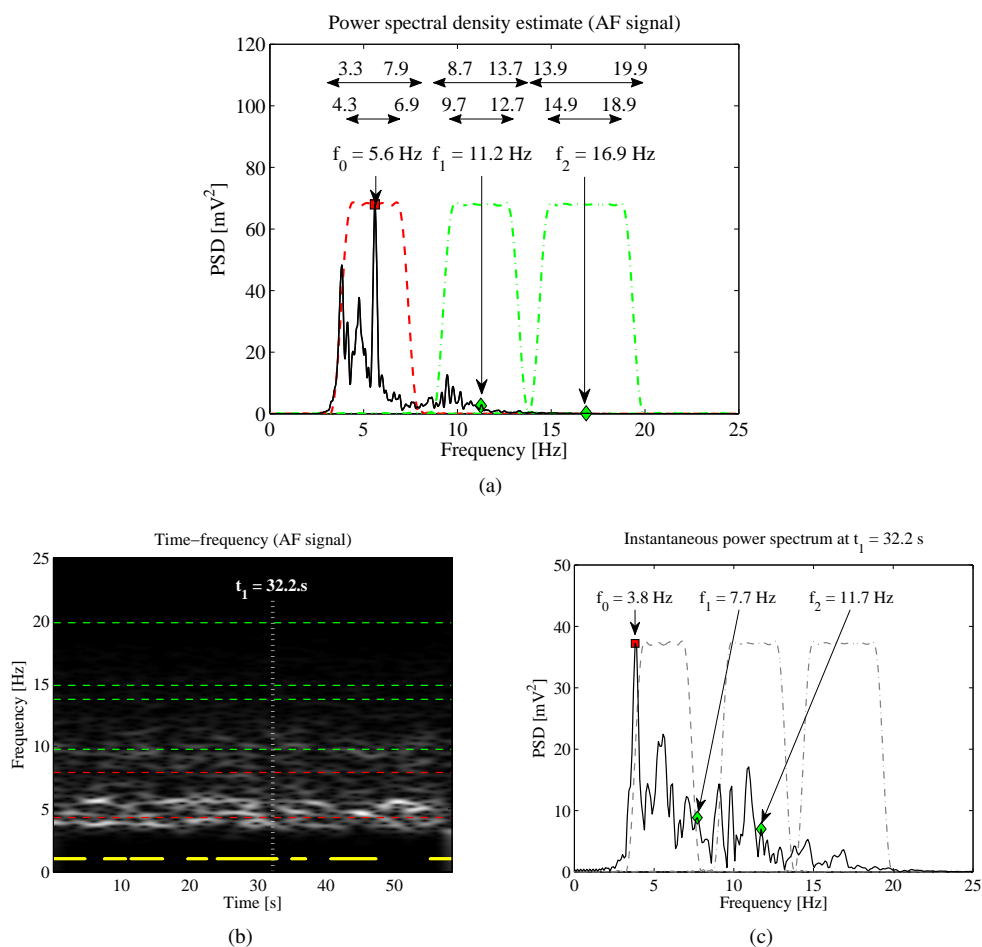 Power spectral density estimate (AF signal)
120
100
80
60
40
20
0
PSD [mV²]
3.3 7.9 8.7 13.7 13.9 19.9
4.3 6.9 9.7 12.7 14.9 18.9
f₀ = 5.6 Hz f₁ = 11.2 Hz f₂ = 16.9 Hz
0 5 10 15 20 25
Frequency [Hz]
(a)
Time−frequency (AF signal)
25
20
15
10
5
0
Frequency [Hz]
t₁ = 32.2.s
10 20 30 40 50
Time [s]
(b)
Instantaneous power spectrum at t₁ = 32.2 s
50
40
30
20
10
0
PSD [mV²]
f₀ = 3.8 Hz f₁ = 7.7 Hz f₂ = 11.7 Hz
0 5 10 15 20 25
Frequency [Hz]
(c)